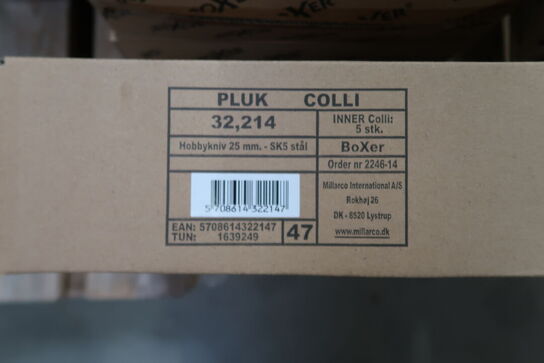 BOXER
PLUK COLLI
32,214
INNER Colli:
5 stk.
Hobbykniv 25 mm. - SK5 stål
BoXer
Order nr 2246-14
Millarco International A/S
Rokhøj 26
DK - 8520 Lystrup
www.millarco.dk
5 708614 322147
EAN: 5708614322147
TUN: 1639249
47